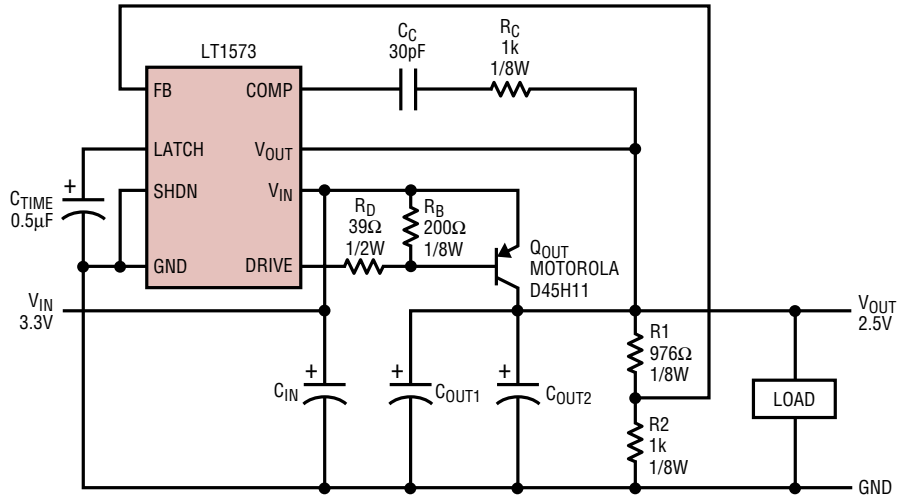 LT1573
FB
COMP
LATCH
VOUT
SHDN
VIN
GND
DRIVE
CC
30pF
RC
1k
1/8W
CTIME
0.5µF
+
RD
39Ω
1/2W
RB
200Ω
1/8W
QOUT
MOTOROLA
D45H11
VIN
3.3V
VOUT
2.5V
+
CIN
+
COUT1
+
COUT2
R1
976Ω
1/8W
R2
1k
1/8W
LOAD
GND